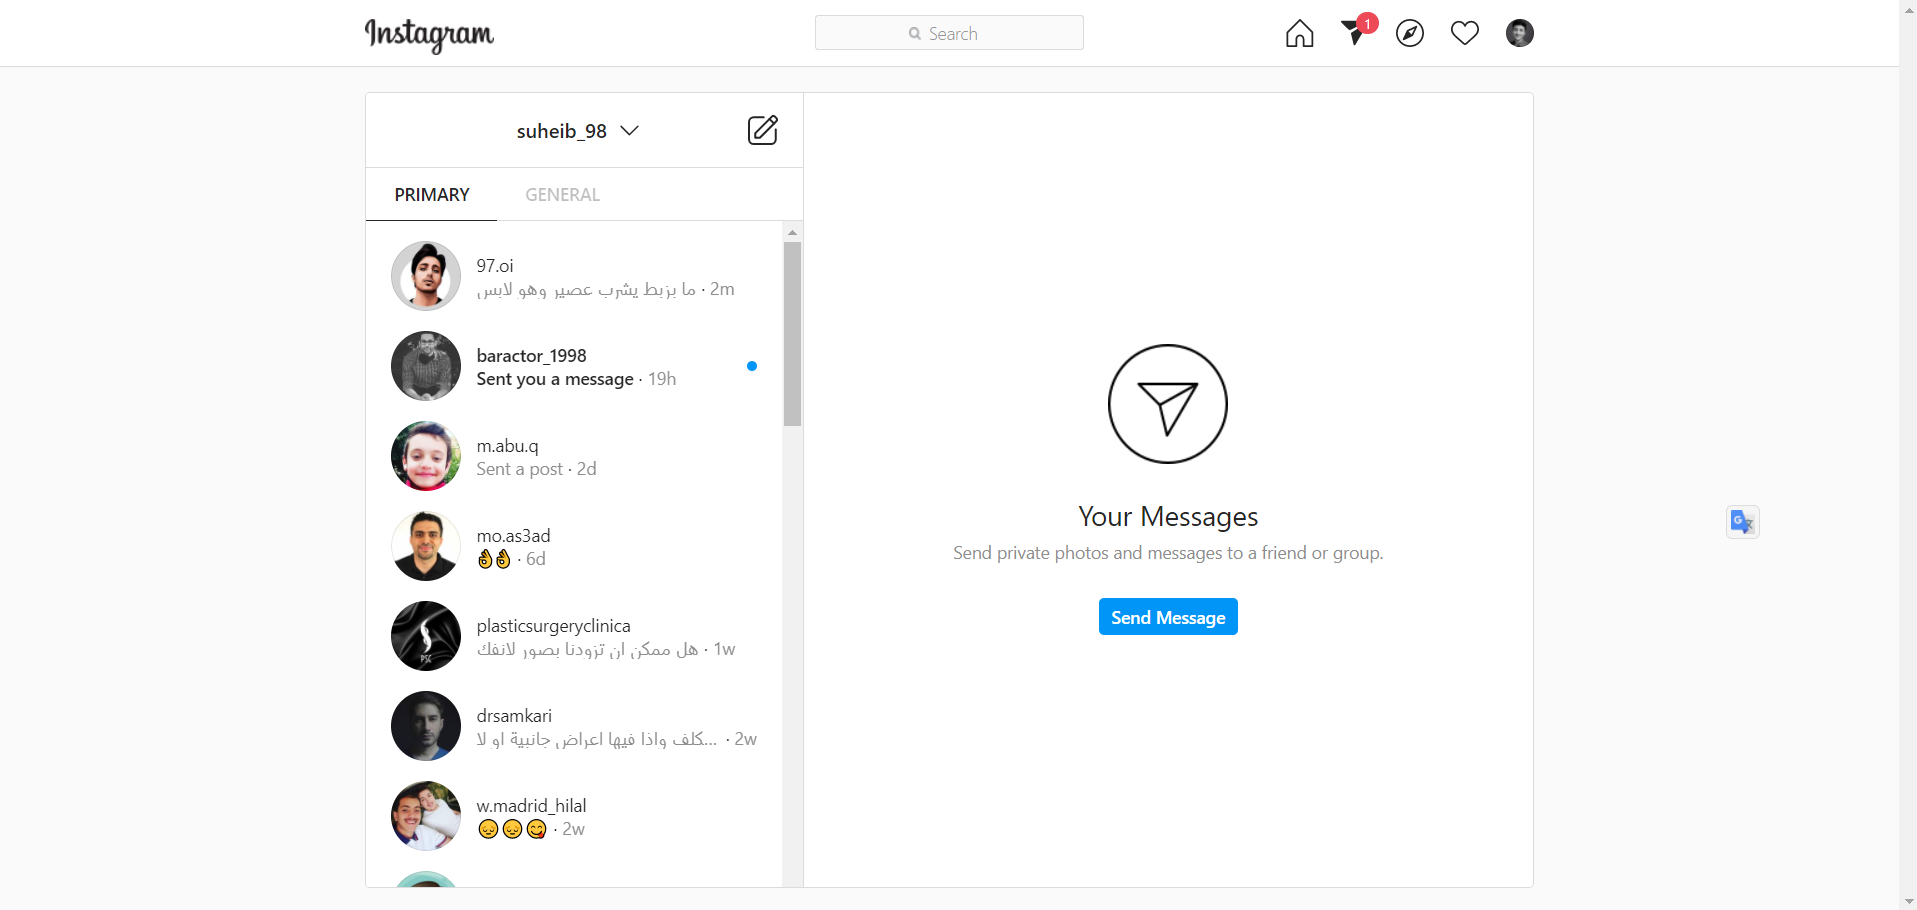 Instagram
Search
1
suheib_98
PRIMARY
GENERAL
97.oi
ما بزبط يشرب عصير وهو لابس · 2m
baractor_1998
Sent you a message · 19h
m.abu.q
Sent a post · 2d
mo.as3ad
👌👌 · 6d
plasticsurgeryclinica
هل ممكن ان تزودنا بصور لانفك · 1w
drsamkari
كلف واذا فيها اعراض جانبية او لا... · 2w
w.madrid_hilal
😔😔😋 · 2w
Your Messages
Send private photos and messages to a friend or group.
Send Message
PSC